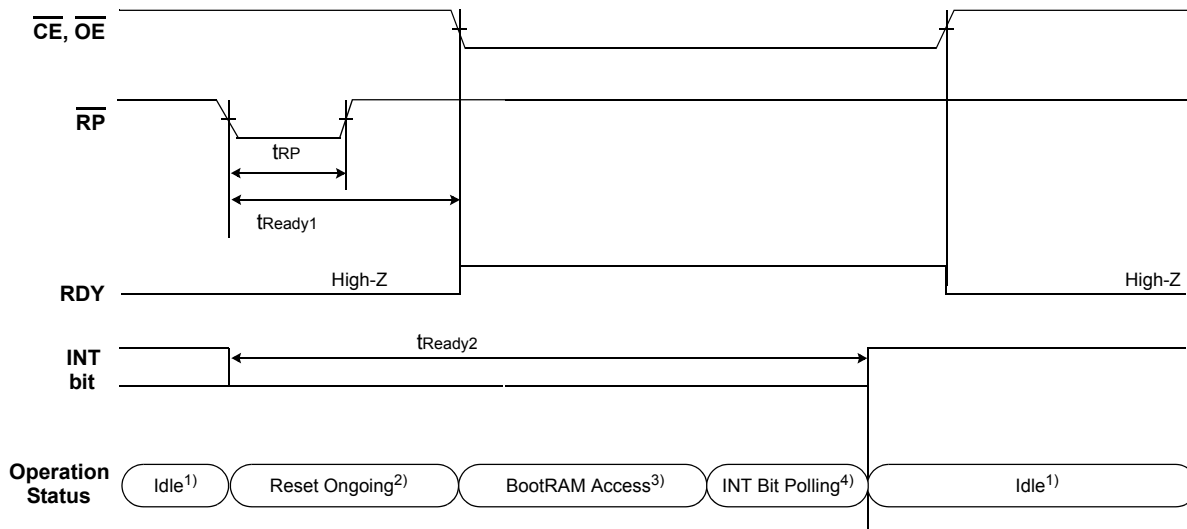 CE, OE
RP
tRP
tReady1
High-Z
High-Z
RDY
tReady2
INT
bit
Operation
Status
Idle1)
Reset Ongoing2)
BootRAM Access3)
INT Bit Polling4)
Idle1)